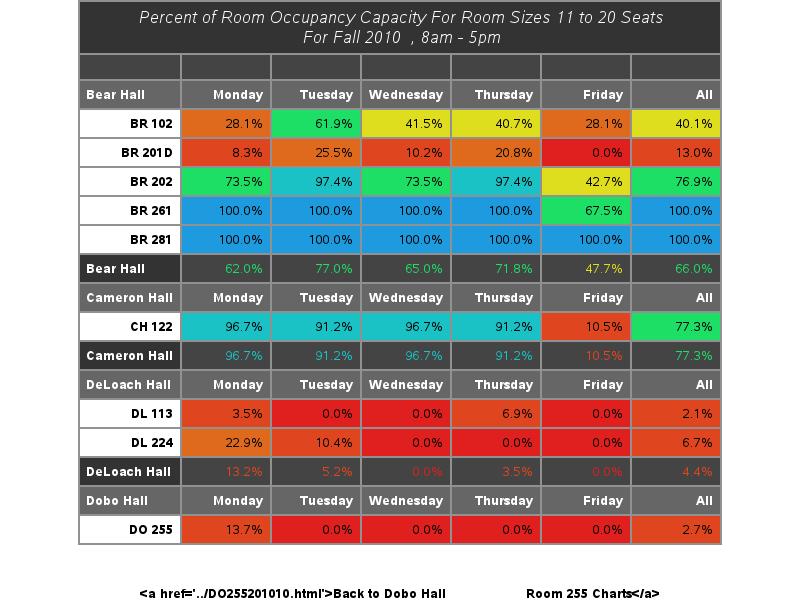 Percent of Room Occupancy Capacity For Room Sizes 11 to 20 Seats
For Fall 2010 , 8am - 5pm
Bear Hall Monday Tuesday Wednesday Thursday Friday All
BR 102 28.1% 61.9% 41.5% 40.7% 28.1% 40.1%
BR 201D 8.3% 25.5% 10.2% 20.8% 0.0% 13.0%
BR 202 73.5% 97.4% 73.5% 97.4% 42.7% 76.9%
BR 261 100.0% 100.0% 100.0% 100.0% 67.5% 100.0%
BR 281 100.0% 100.0% 100.0% 100.0% 100.0% 100.0%
Bear Hall 62.0% 77.0% 65.0% 71.8% 47.7% 66.0%
Cameron Hall Monday Tuesday Wednesday Thursday Friday All
CH 122 96.7% 91.2% 96.7% 91.2% 10.5% 77.3%
Cameron Hall 96.7% 91.2% 96.7% 91.2% 10.5% 77.3%
DeLoach Hall Monday Tuesday Wednesday Thursday Friday All
DL 113 3.5% 0.0% 0.0% 6.9% 0.0% 2.1%
DL 224 22.9% 10.4% 0.0% 0.0% 0.0% 6.7%
DeLoach Hall 13.2% 5.2% 0.0% 3.5% 0.0% 4.4%
Dobo Hall Monday Tuesday Wednesday Thursday Friday All
DO 255 13.7% 0.0% 0.0% 0.0% 0.0% 2.7%
<a href='../DO255201010.html'>Back to Dobo Hall Room 255 Charts</a>